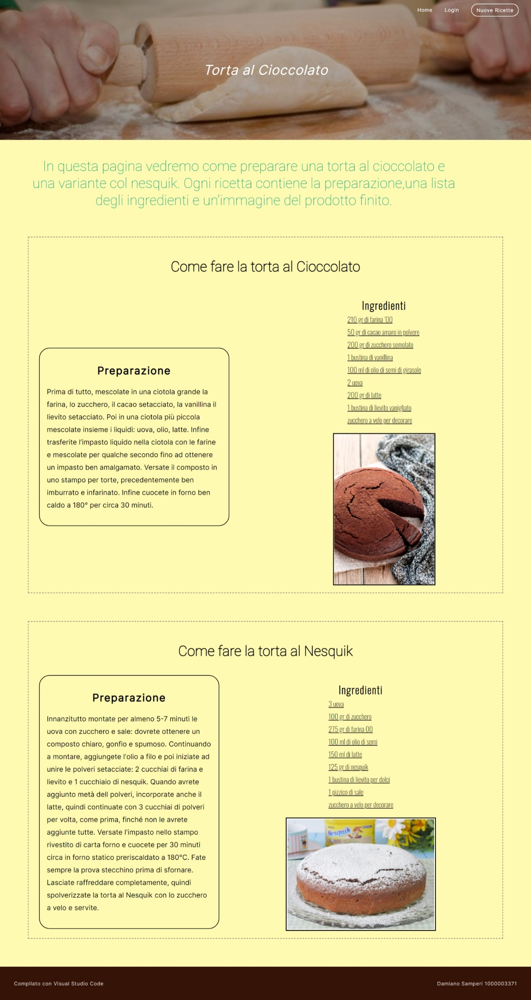 Home Login Nuove Ricette
Torta al Cioccolato
In questa pagina vedremo come preparare una torta al cioccolato e
una variante col nesquik. Ogni ricetta contiene la preparazione,una lista
degli ingredienti e un'immagine del prodotto finito.
Come fare la torta al Cioccolato
Preparazione
Prima di tutto, mescolate in una ciotola grande la
farina, lo zucchero, il cacao setacciato, la vanillina il
lievito setacciato. Poi in una ciotola più piccola
mescolate insieme i liquidi: uova, olio, latte. Infine
trasferite l’impasto liquido nella ciotola con le farine
e mescolate per qualche secondo fino ad ottenere
un impasto ben amalgamato. Versate il composto in
uno stampo per torte, precedentemente ben
imburrato e infarinato. Infine cuocete in forno ben
caldo a 180° per circa 30 minuti.
Ingredienti
210 gr di farina '00
50 gr di cacao amaro in polvere
200 gr di zucchero semolato
1 bustina di vanillina
100 ml di olio di semi di girasole
2 uova
200 gr di latte
1 bustina di lievito vanigliato
zucchero a velo per decorare
Come fare la torta al Nesquik
Preparazione
Innanzitutto montate per almeno 5-7 minuti le
uova con zucchero e sale: dovrete ottenere un
composto chiaro, gonfio e spumoso. Continuando
a montare, aggiungete l'olio a filo e poi iniziate ad
unire le polveri setacciate: 2 cucchiai di farina e
lievito e 1 cucchiaio di nesquik. Quando avrete
aggiunto metà dell polveri, incorporate anche il
latte, quindi continuate con 3 cucchiai di polveri
per volta, come prima, finché non le avrete
aggiunte tutte. Versate l'impasto nello stampo
rivestito di carta forno e cuocete per 30 minuti
circa in forno statico preriscaldato a 180°C. Fate
sempre la prova stecchino prima di sfornare.
Lasciate raffreddare completamente, quindi
spolverizzate la torta al Nesquik con lo zucchero
a velo e servite.
Ingredienti
3 uova
100 gr di zucchero
275 gr di farina 00
100 ml di olio di semi
150 ml di latte
125 gr di nesquik
1 bustina di lievito per dolci
1 pizzico di sale
zucchero a velo per decorare
Nesquik
Compilato con Visual Studio Code
Damiano Samperi 1000003371